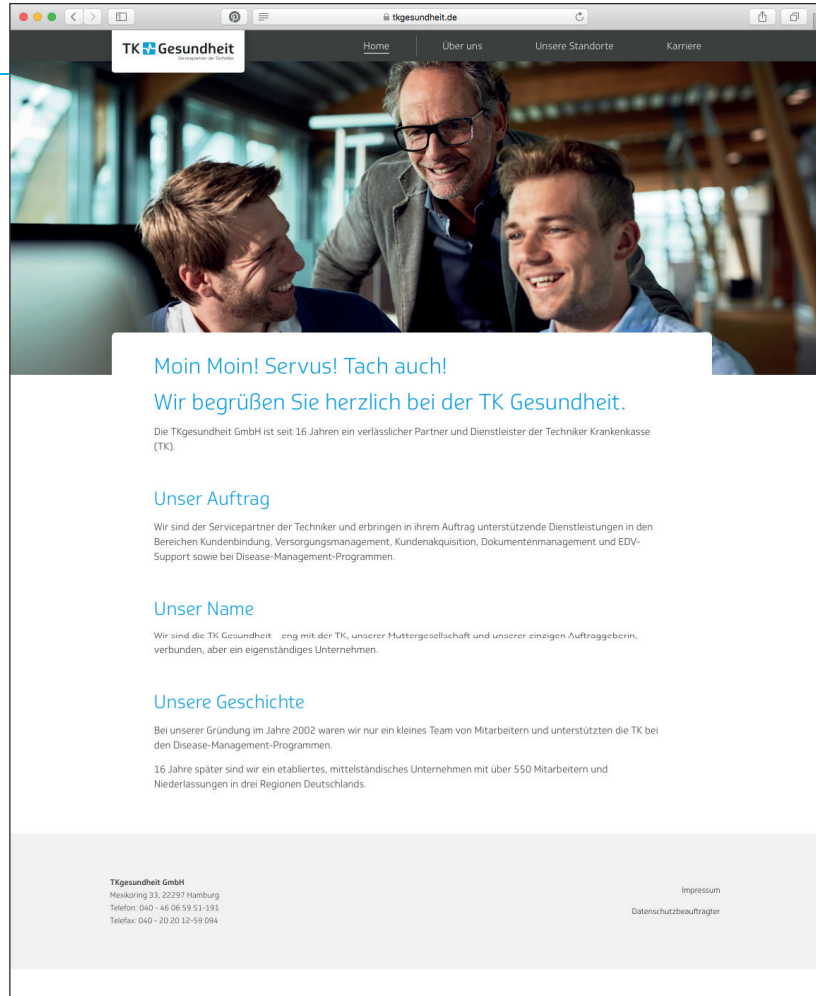 tkgesundheit.de
TK Gesundheit
Servicepartner der Techniker
Home Über uns Unsere Standorte Karriere
Moin Moin! Servus! Tach auch!
Wir begrüßen Sie herzlich bei der TK Gesundheit.
Die TKgesundheit GmbH ist seit 16 Jahren ein verlässlicher Partner und Dienstleister der Techniker Krankenkasse
(TK).
Unser Auftrag
Wir sind der Servicepartner der Techniker und erbringen in ihrem Auftrag unterstützende Dienstleistungen in den
Bereichen Kundenbindung, Versorgungsmanagement, Kundenakquisition, Dokumentenmanagement und EDV-
Support sowie bei Disease-Management-Programmen.
Unser Name
Wir sind die TK Gesundheit – eng mit der TK, unserer Muttergesellschaft und unserer einzigen Auftraggeberin,
verbunden, aber ein eigenständiges Unternehmen.
Unsere Geschichte
Bei unserer Gründung im Jahre 2002 waren wir nur ein kleines Team von Mitarbeitern und unterstützten die TK bei
den Disease-Management-Programmen.
16 Jahre später sind wir ein etabliertes, mittelständisches Unternehmen mit über 550 Mitarbeitern und
Niederlassungen in drei Regionen Deutschlands.
TKgesundheit GmbH
Mexikoring 33, 22297 Hamburg
Telefon: 040 - 46 06 59 51-191
Telefax: 040 - 20 20 12-59 094
Impressum
Datenschutzbeauftragter